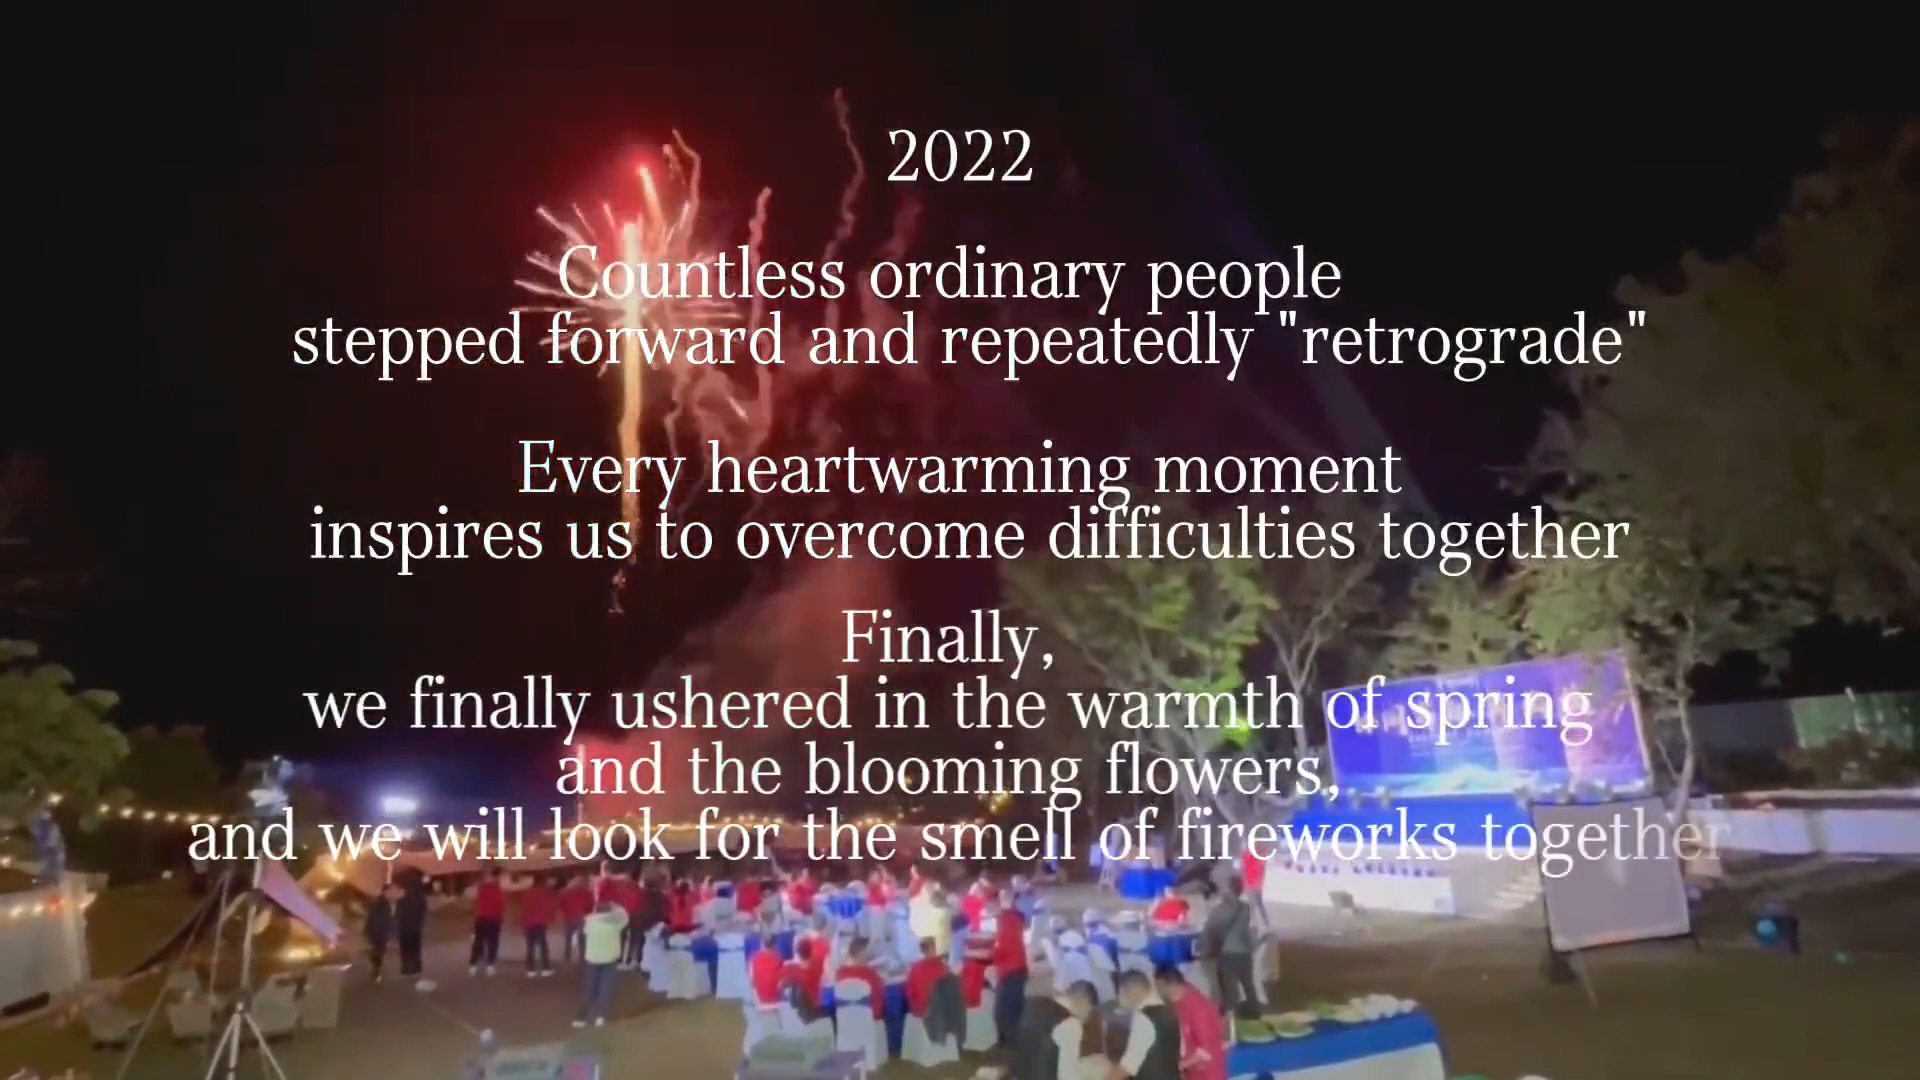 2022
Countless ordinary people
stepped forward and repeatedly "retrograde"
Every heartwarming moment
inspires us to overcome difficulties together
Finally,
we finally ushered in the warmth of spring
and the blooming flowers,
and we will look for the smell of fireworks together